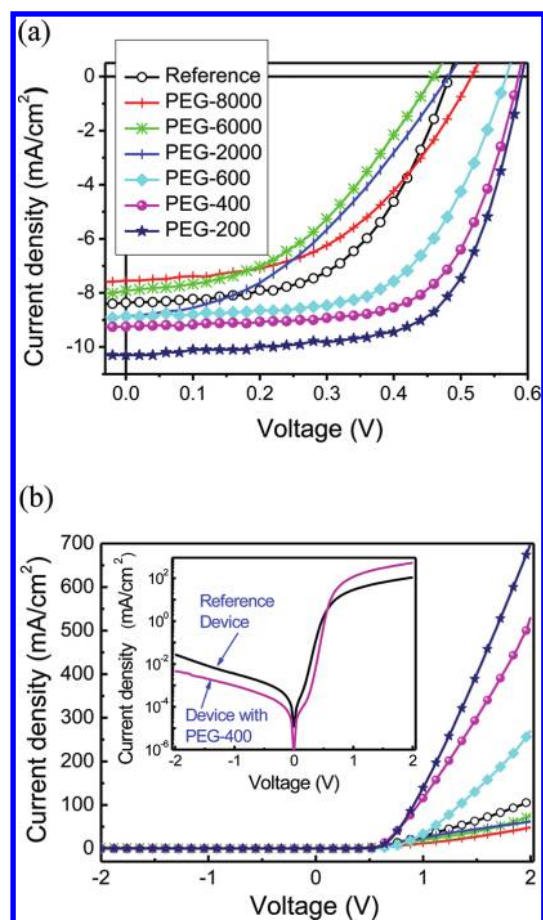 (a)
0
-2
-4
-6
-8
-10
Current density (mA/cm²)
Reference
PEG-8000
PEG-6000
PEG-2000
PEG-600
PEG-400
PEG-200
0.0 0.1 0.2 0.3 0.4 0.5 0.6
Voltage (V)
(b)
700
600
500
400
300
200
100
0
Current density (mA/cm²)
10²
10⁰
10⁻²
10⁻⁴
10⁻⁶
Current density (mA/cm²)
Reference
Device
Device with
PEG-400
-2 -1 0 1 2
Voltage (V)
-2 -1 0 1 2
Voltage (V)